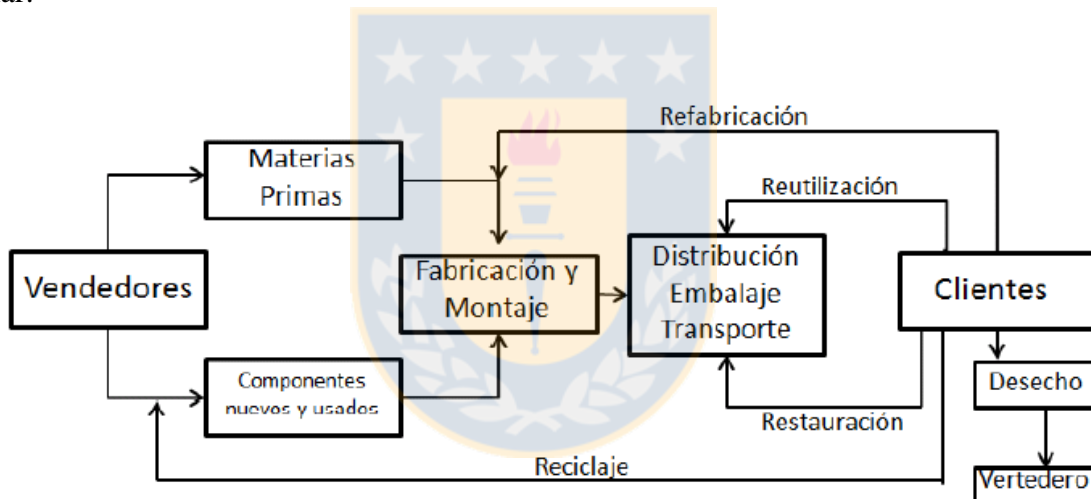 Refabricación
Materias
Primas
Reutilización
Vendedores
Fabricación y
Montaje
Distribución
Embalaje
Transporte
Clientes
Componentes
nuevos y usados
Desecho
Restauración
Reciclaje
Vertedero